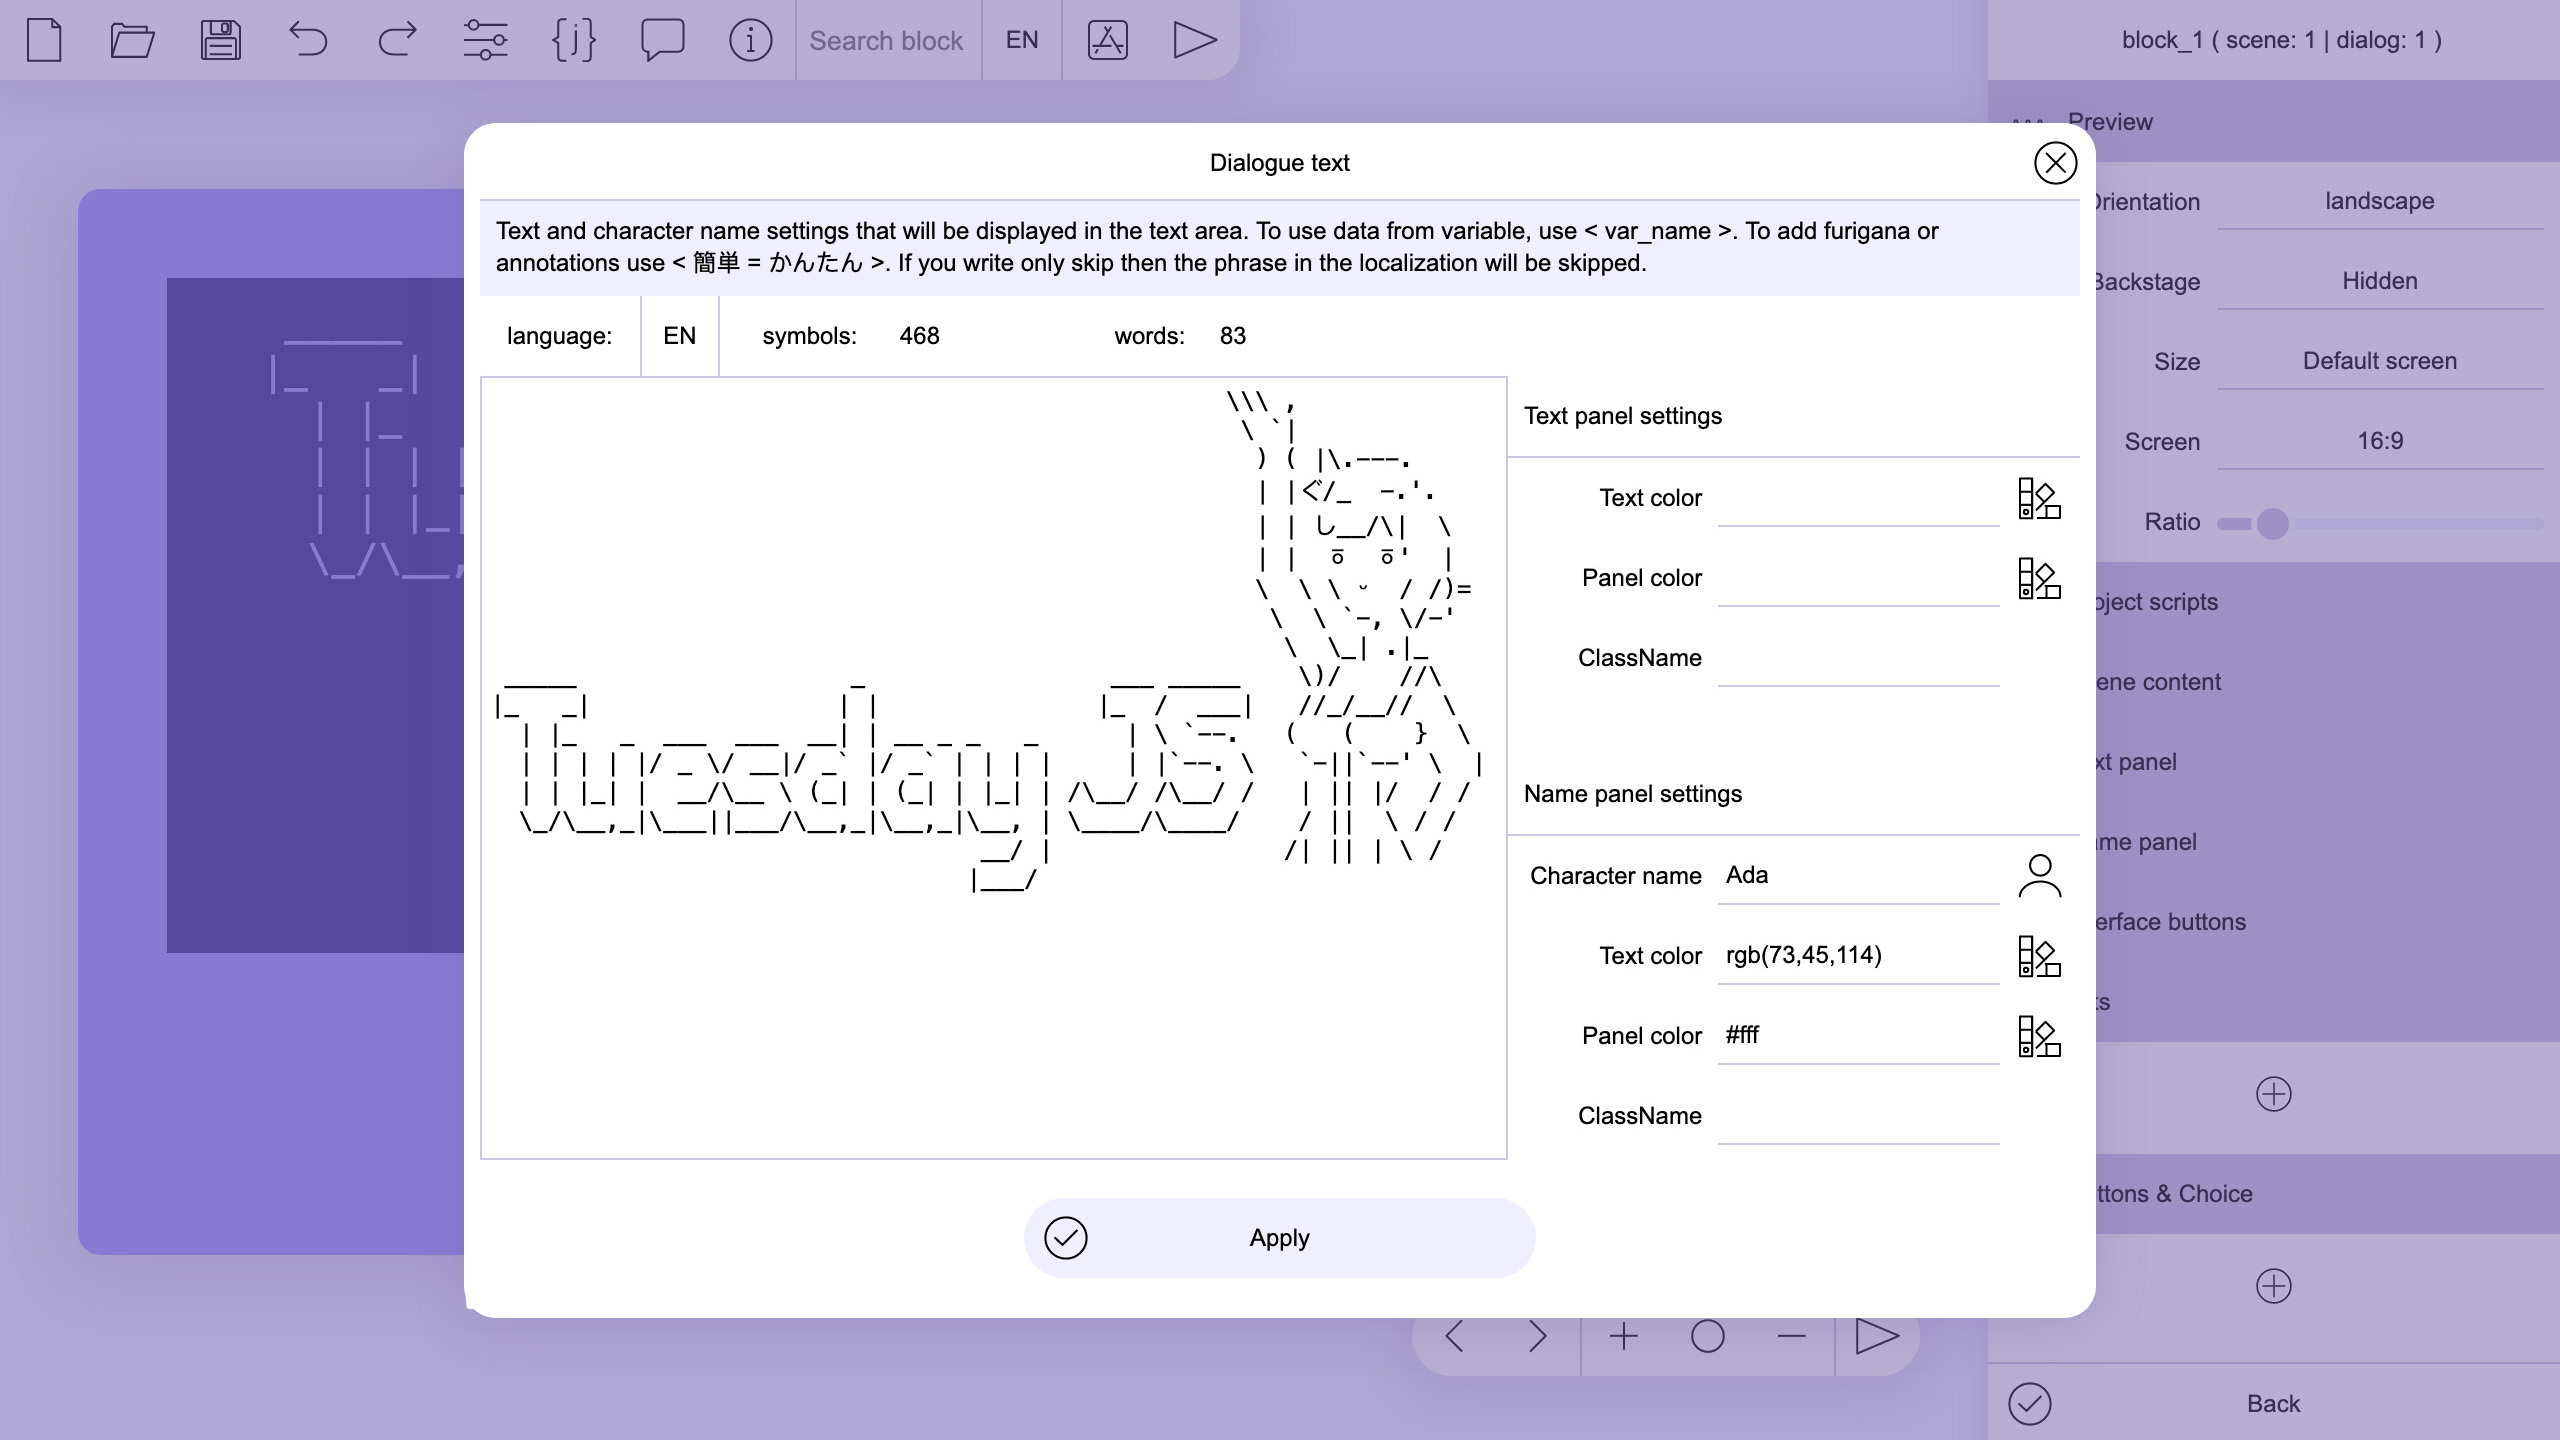 Search block
EN
block_1 ( scene: 1 | dialog: 1 )
Preview
Dialogue text
Text and character name settings that will be displayed in the text area. To use data from variable, use < var_name >. To add furigana or
annotations use < 簡単 = かんたん >. If you write only skip then the phrase in the localization will be skipped.
language:
EN
symbols:
468
words:
83
Tuesday JS
Text panel settings
Text color
Panel color
ClassName
Name panel settings
Character name
Ada
Text color
rgb(73,45,114)
Panel color
#fff
ClassName
Apply
Orientation
landscape
Backstage
Hidden
Size
Default screen
Screen
16:9
Ratio
oject scripts
ene content
xt panel
me panel
erface buttons
ts
ttons & Choice
Back